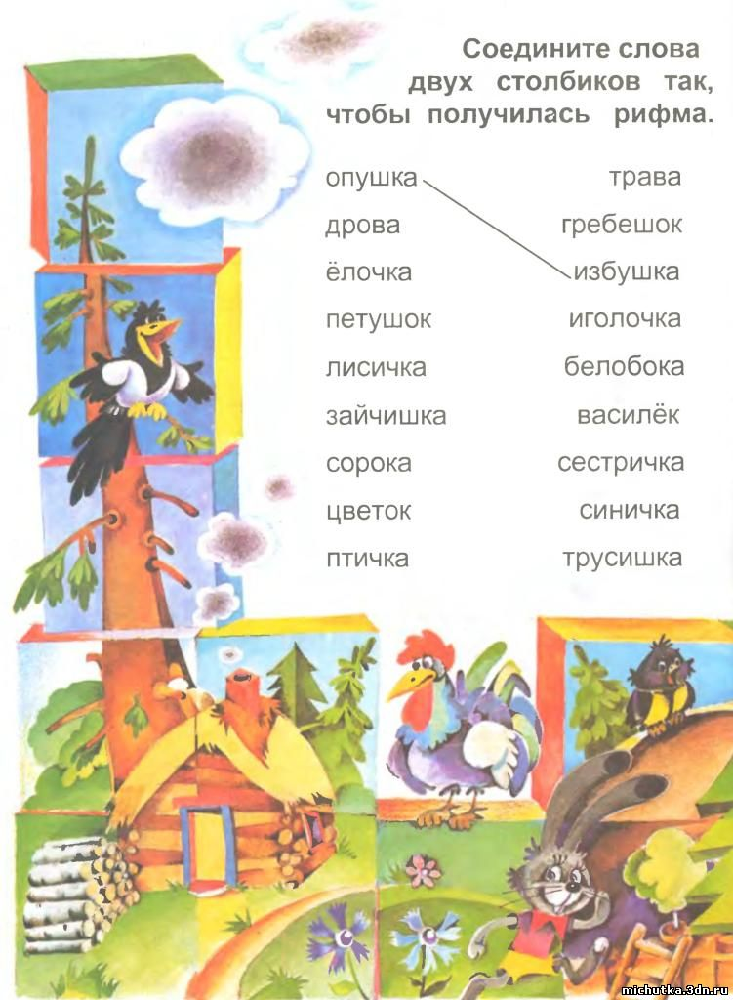 Соедините слова
двух столбиков так,
чтобы получилась рифма.
опушка трава
дрова гребешок
ёлочка избушка
петушок иголочка
лисичка белобока
зайчишка василёк
сорока сестричка
цветок синичка
птичка трусишка
michutka.3dn.ru